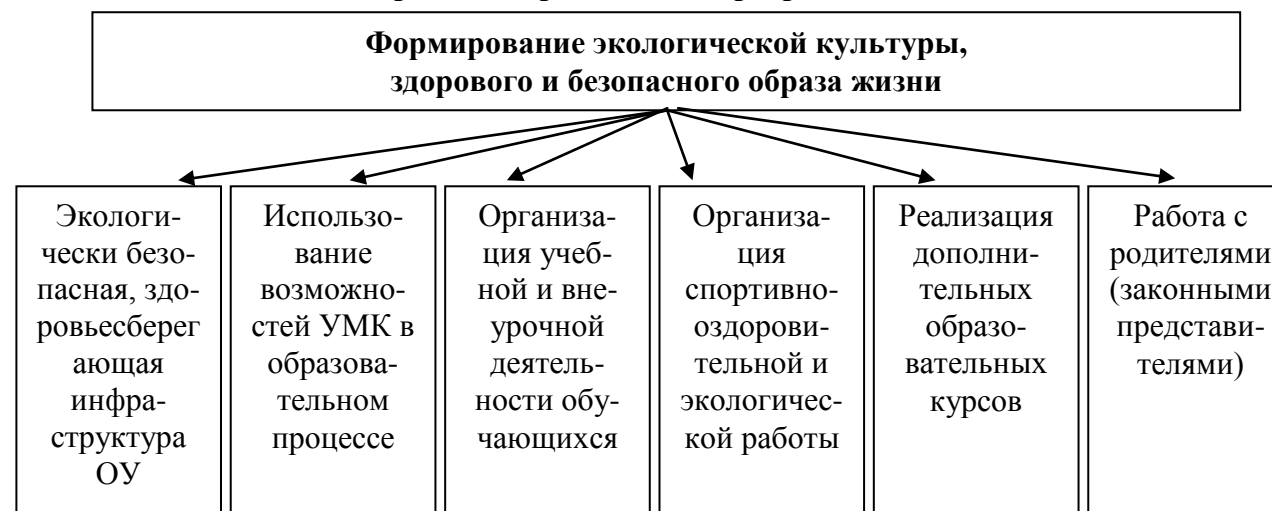 Формирование экологической культуры,
здорового и безопасного образа жизни
Экологи-
чески безо-
пасная, здо-
ровьесберег
ающая
инфра-
структура
ОУ
Использо-
вание
возможно-
стей УМК в
образова-
тельном
процессе
Организа-
ция учеб-
ной и вне-
урочной
деятель-
ности обу-
чающихся
Организа-
ция
спортивно-
оздорови-
тельной и
экологичес-
кой работы
Реализация
дополни-
тельных
образо-
вательных
курсов
Работа с
родителями
(законными
представи-
телями)